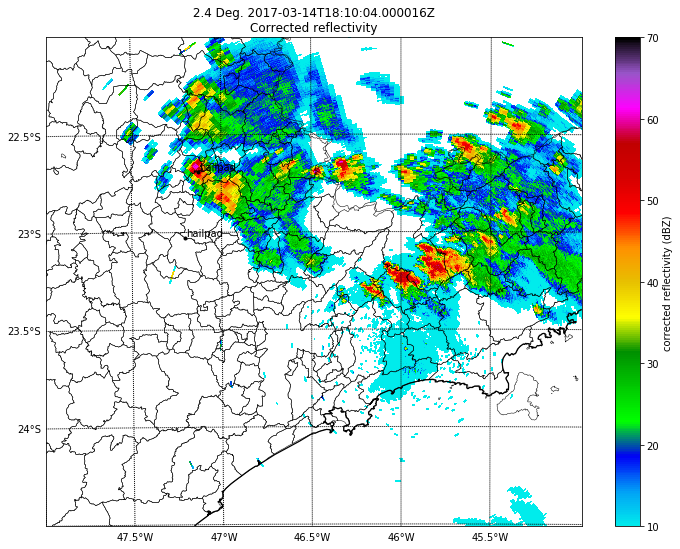 2.4 Deg. 2017-03-14T18:10:04.000016Z
Corrected reflectivity
22.5°S
23°S
23.5°S
24°S
47.5°W
47°W
46.5°W
46°W
45.5°W
hailpad
70
60
50
40
30
20
10
corrected reflectivity (dBZ)